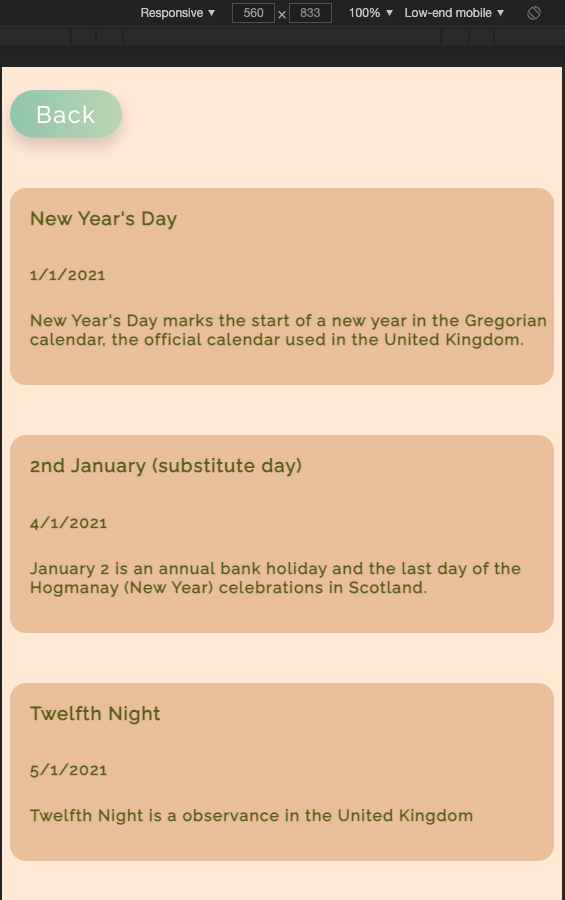 Responsive ▼ 560 × 833 100% ▼ Low-end mobile ▼
Back
New Year's Day
1/1/2021
New Year's Day marks the start of a new year in the Gregorian
calendar, the official calendar used in the United Kingdom.
2nd January (substitute day)
4/1/2021
January 2 is an annual bank holiday and the last day of the
Hogmanay (New Year) celebrations in Scotland.
Twelfth Night
5/1/2021
Twelfth Night is a observance in the United Kingdom